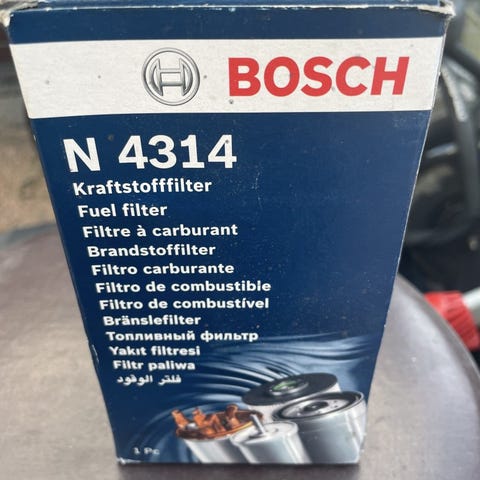 BOSCH
N 4314
Kraftstofffilter
Fuel filter
Filtre à carburant
Brandstoffilter
Filtro carburante
Filtro de combustible
Filtro de combustível
Bränslefilter
Топливный фильтр
Yakıt filtresi
Filtr paliwa
فلتر الوقود
1 Pc